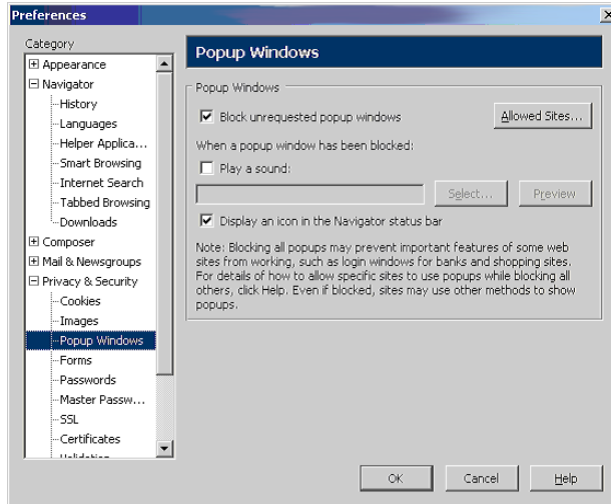 Preferences
Category
Appearance
Navigator
History
Languages
Helper Applica...
Smart Browsing
Internet Search
Tabbed Browsing
Downloads
Composer
Mail & Newsgroups
Privacy & Security
Cookies
Images
Popup Windows
Forms
Passwords
Master Passw...
SSL
Certificates
Validation
Popup Windows
Popup Windows
Block unrequested popup windows
Allowed Sites...
When a popup window has been blocked:
Play a sound:
Select...
Preview
Display an icon in the Navigator status bar
Note: Blocking all popups may prevent important features of some web
sites from working, such as login windows for banks and shopping sites.
For details of how to allow specific sites to use popups while blocking all
others, click Help. Even if blocked, sites may use other methods to show
popups.
OK
Cancel
Help